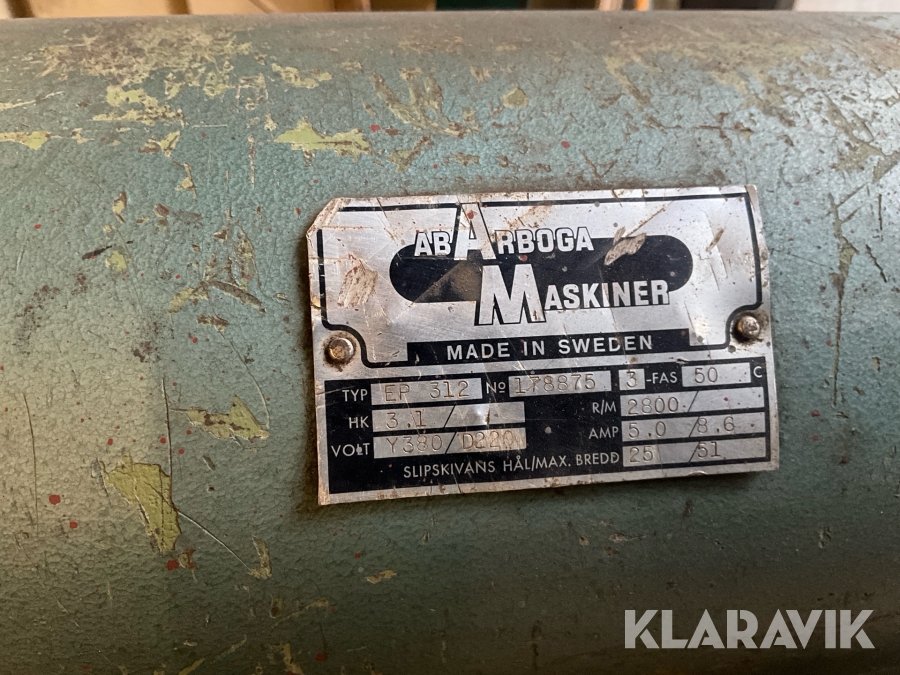 AB ARBOGA
MASKINER
MADE IN SWEDEN
TYP EP 312 No 178875 3-FAS 50 C
HK 3.1/ R/M 2800/
VOLT Y380/D220 AMP 5.0/8.6
SLIPSKIVANS HÅL/MAX. BREDD 25/51
KLARAVIK